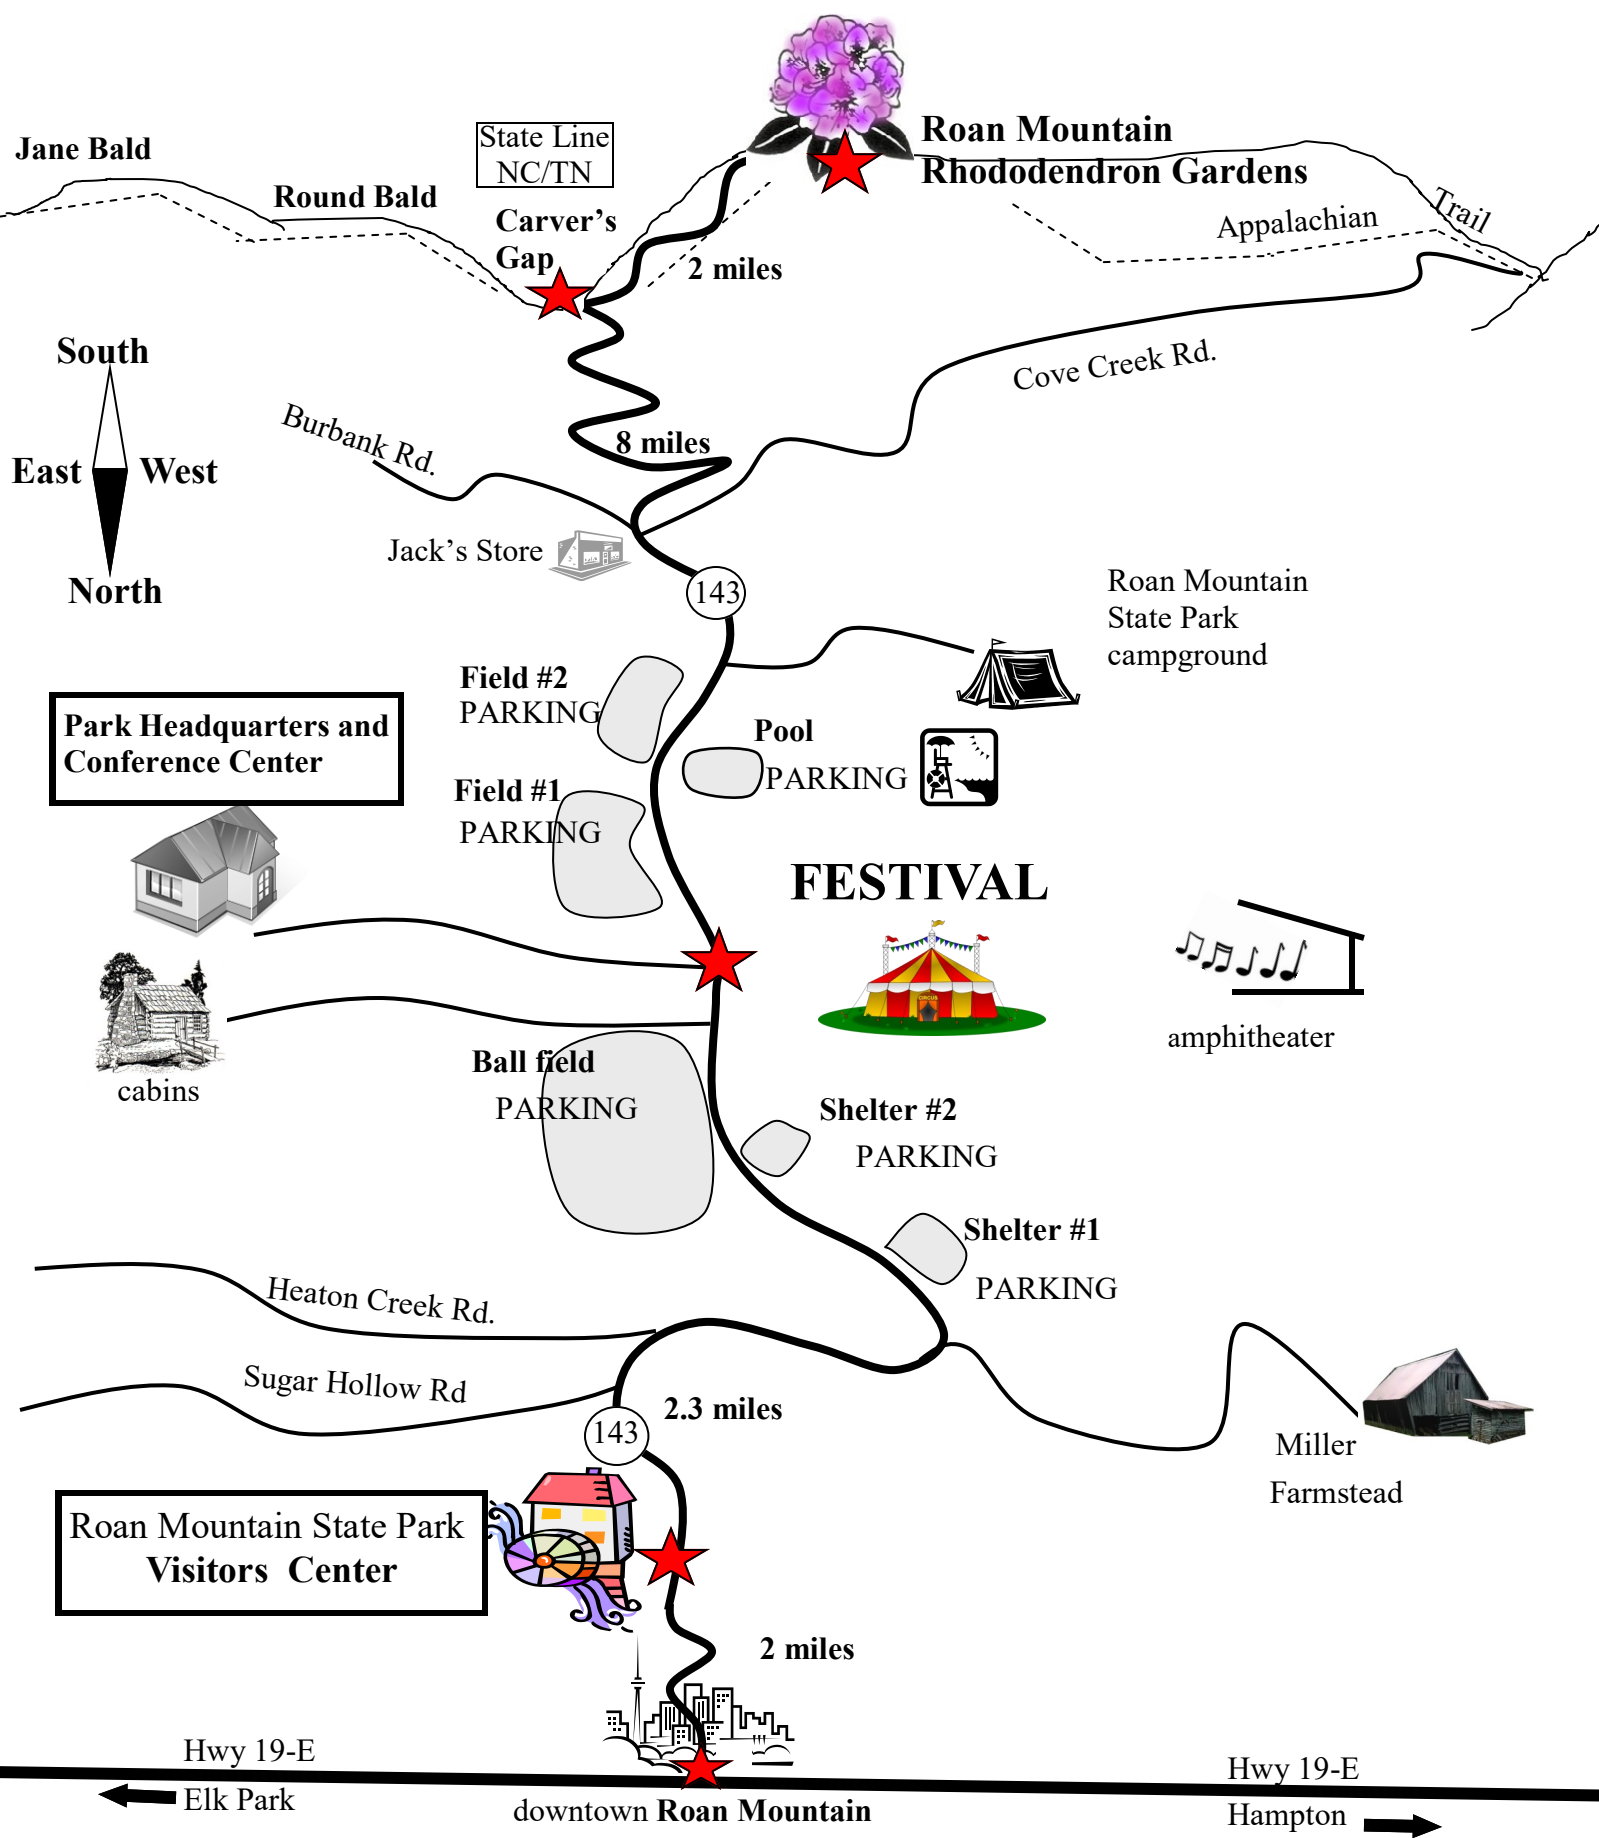 Roan Mountain
Rhododendron Gardens
State Line
NC/TN
Jane Bald
Round Bald
Carver's
Gap
Appalachian Trail
2 miles
South
East West
North
Cove Creek Rd.
Burbank Rd.
8 miles
Jack's Store
143
Roan Mountain
State Park
campground
Field #2
PARKING
Park Headquarters and
Conference Center
Pool
PARKING
Field #1
PARKING
FESTIVAL
CIRCUS
amphitheater
cabins
Ball field
PARKING
Shelter #2
PARKING
Shelter #1
PARKING
Heaton Creek Rd.
Sugar Hollow Rd
2.3 miles
143
Miller
Farmstead
Roan Mountain State Park
Visitors Center
2 miles
Hwy 19-E
Elk Park
downtown Roan Mountain
Hwy 19-E
Hampton